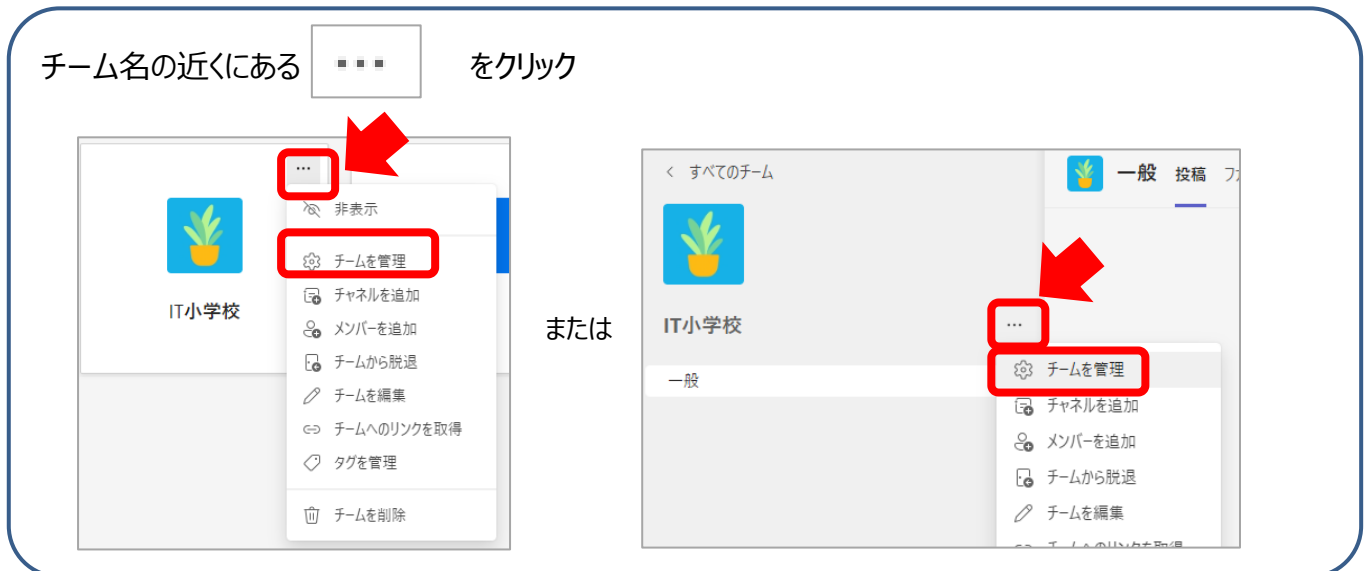 チーム名の近くにある ... をクリック
...
非表示
チームを管理
チャネルを追加
メンバーを追加
チームから脱退
チームを編集
チームへのリンクを取得
タグを管理
チームを削除
IT小学校
または
< すべてのチーム
IT小学校
一般
一般 投稿
...
チームを管理
チャネルを追加
メンバーを追加
チームから脱退
チームを編集